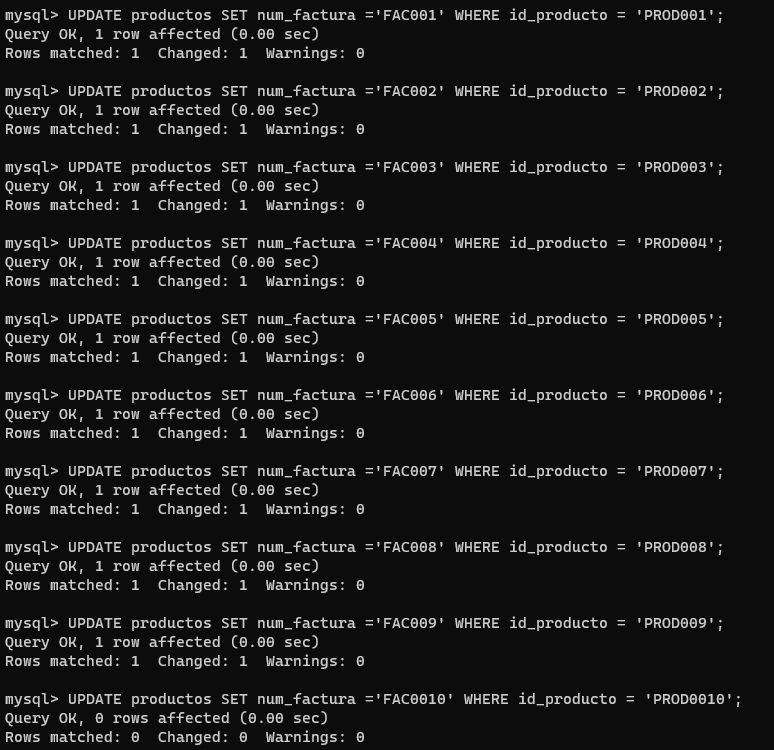 mysql> UPDATE productos SET num_factura ='FAC001' WHERE id_producto = 'PROD001';
Query OK, 1 row affected (0.00 sec)
Rows matched: 1  Changed: 1  Warnings: 0

mysql> UPDATE productos SET num_factura ='FAC002' WHERE id_producto = 'PROD002';
Query OK, 1 row affected (0.00 sec)
Rows matched: 1  Changed: 1  Warnings: 0

mysql> UPDATE productos SET num_factura ='FAC003' WHERE id_producto = 'PROD003';
Query OK, 1 row affected (0.00 sec)
Rows matched: 1  Changed: 1  Warnings: 0

mysql> UPDATE productos SET num_factura ='FAC004' WHERE id_producto = 'PROD004';
Query OK, 1 row affected (0.00 sec)
Rows matched: 1  Changed: 1  Warnings: 0

mysql> UPDATE productos SET num_factura ='FAC005' WHERE id_producto = 'PROD005';
Query OK, 1 row affected (0.00 sec)
Rows matched: 1  Changed: 1  Warnings: 0

mysql> UPDATE productos SET num_factura ='FAC006' WHERE id_producto = 'PROD006';
Query OK, 1 row affected (0.00 sec)
Rows matched: 1  Changed: 1  Warnings: 0

mysql> UPDATE productos SET num_factura ='FAC007' WHERE id_producto = 'PROD007';
Query OK, 1 row affected (0.00 sec)
Rows matched: 1  Changed: 1  Warnings: 0

mysql> UPDATE productos SET num_factura ='FAC008' WHERE id_producto = 'PROD008';
Query OK, 1 row affected (0.00 sec)
Rows matched: 1  Changed: 1  Warnings: 0

mysql> UPDATE productos SET num_factura ='FAC009' WHERE id_producto = 'PROD009';
Query OK, 1 row affected (0.00 sec)
Rows matched: 1  Changed: 1  Warnings: 0

mysql> UPDATE productos SET num_factura ='FAC0010' WHERE id_producto = 'PROD0010';
Query OK, 0 rows affected (0.00 sec)
Rows matched: 0  Changed: 0  Warnings: 0